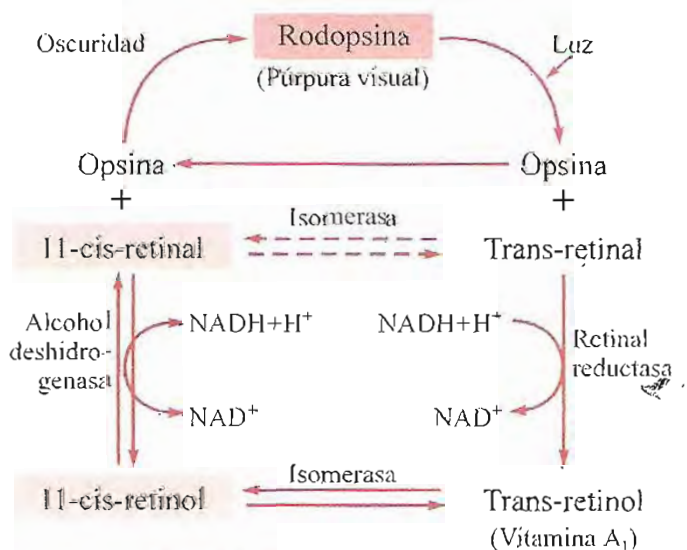 Oscuridad
Rodopsina
Luz
(Púrpura visual)
Opsina
Opsina
+
+
Isomerasa
11-cis-retinal
Trans-retinal
Alcohol
deshidro-
genasa
NADH+H⁺
NADH+H⁺
Retinal
reductasa
NAD⁺
NAD⁺
Isomerasa
11-cis-retinol
Trans-retinol
(Vitamina A₁)